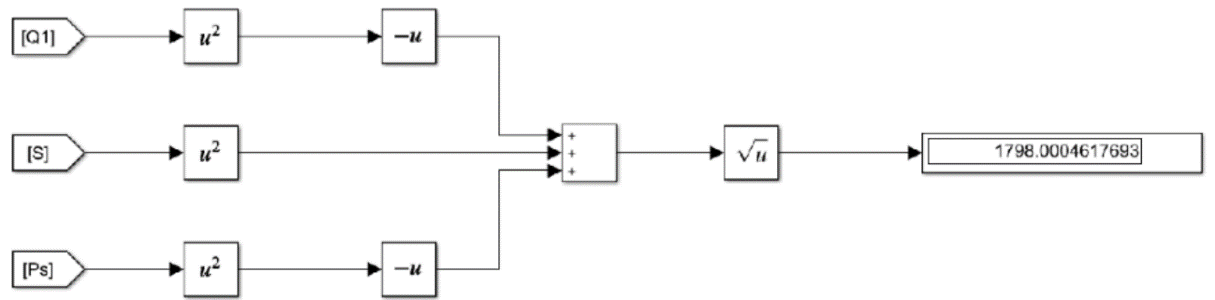 [Q1]
u²
-u
[S]
u²
+
+
+
√u
1798.0004617693
[Ps]
u²
-u